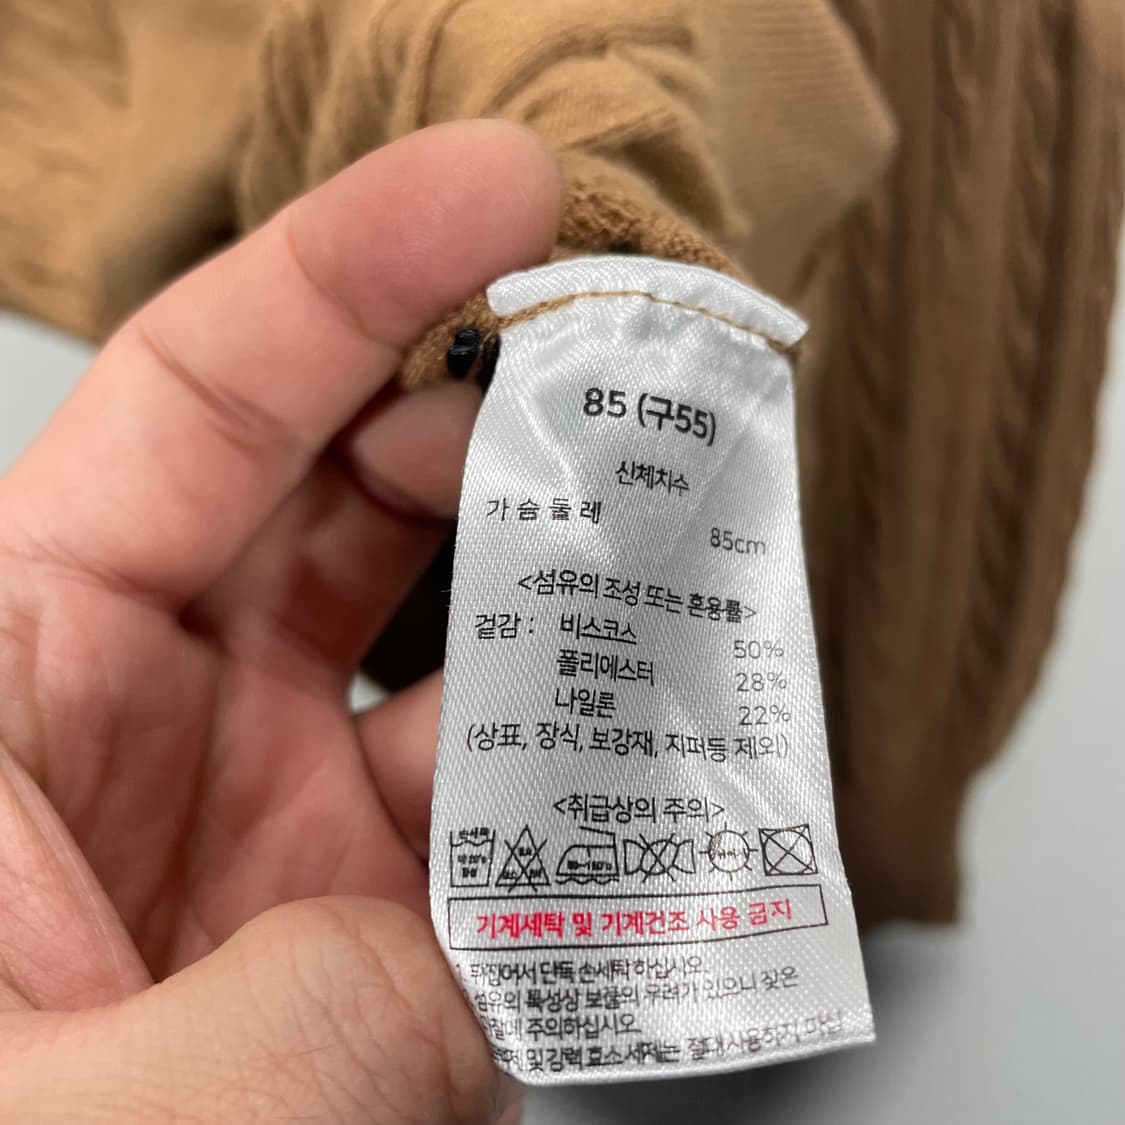 85 (구55)
신체치수
가슴둘레
85cm
<섬유의 조성 또는 혼용률>
겉감 : 비스코스 50%
폴리에스터 28%
나일론 22%
(상표, 장식, 보강재, 지퍼등 제외)
<취급상의 주의>
손세탁
중성
기계세탁 및 기계건조 사용 금지
뒤집어서 단독 손세탁 하십시오.
섬유의 특성상 보풀의 우려가 있으니 잦은
주의하십시오
및 강력 효소세제는 절대 사용하지 마십